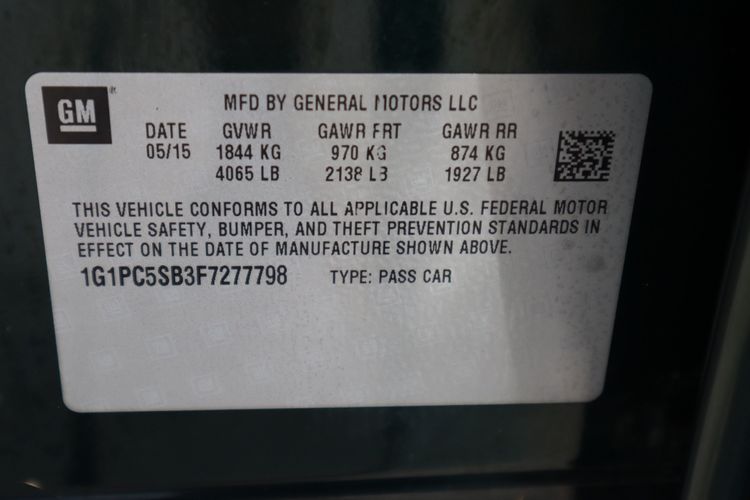 GM
MFD BY GENERAL MOTORS LLC
DATE GVWR GAWR FRT GAWR RR
05/15 1844 KG 970 KG 874 KG
4065 LB 2138 LB 1927 LB
THIS VEHICLE CONFORMS TO ALL APPLICABLE U.S. FEDERAL MOTOR
VEHICLE SAFETY, BUMPER, AND THEFT PREVENTION STANDARDS IN
EFFECT ON THE DATE OF MANUFACTURE SHOWN ABOVE.
1G1PC5SB3F7277798 TYPE: PASS CAR